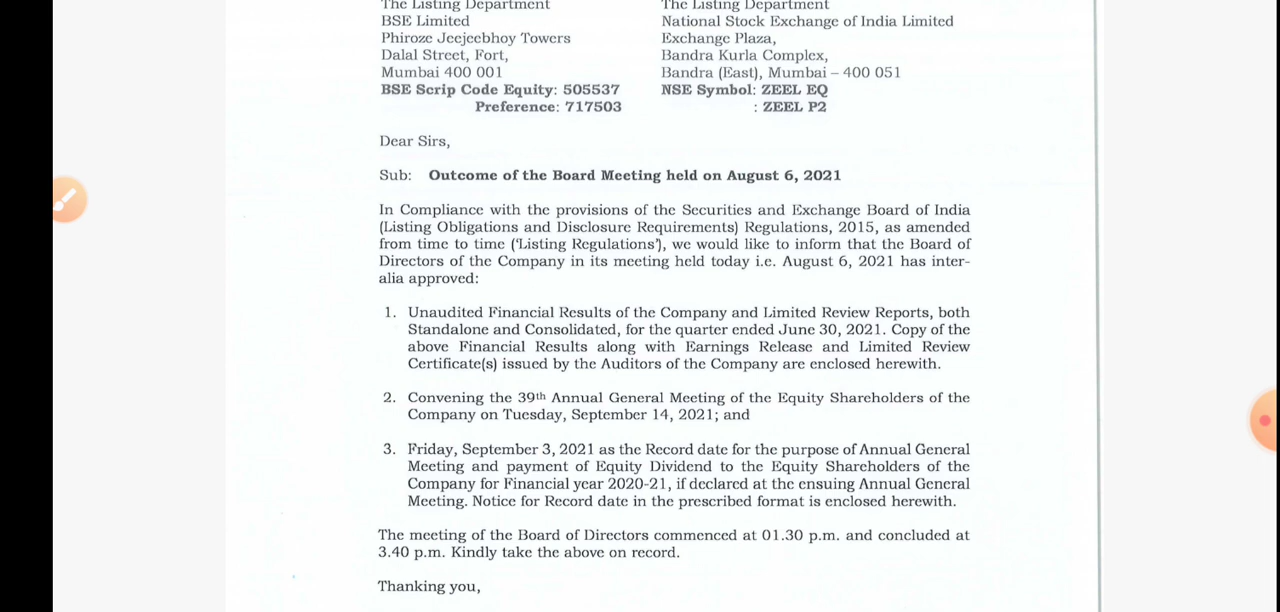 The Listing Department
The Listing Department
BSE Limited
National Stock Exchange of India Limited
Phiroze Jeejeebhoy Towers
Exchange Plaza,
Dalal Street, Fort,
Bandra Kurla Complex,
Mumbai 400 001
Bandra (East), Mumbai – 400 051
BSE Scrip Code Equity: 505537
NSE Symbol: ZEEL EQ
Preference: 717503
: ZEEL P2
Dear Sirs,
Sub: Outcome of the Board Meeting held on August 6, 2021
In Compliance with the provisions of the Securities and Exchange Board of India
(Listing Obligations and Disclosure Requirements) Regulations, 2015, as amended
from time to time ('Listing Regulations'), we would like to inform that the Board of
Directors of the Company in its meeting held today i.e. August 6, 2021 has inter-
alia approved:
1. Unaudited Financial Results of the Company and Limited Review Reports, both
Standalone and Consolidated, for the quarter ended June 30, 2021. Copy of the
above Financial Results along with Earnings Release and Limited Review
Certificate(s) issued by the Auditors of the Company are enclosed herewith.
2. Convening the 39th Annual General Meeting of the Equity Shareholders of the
Company on Tuesday, September 14, 2021; and
3. Friday, September 3, 2021 as the Record date for the purpose of Annual General
Meeting and payment of Equity Dividend to the Equity Shareholders of the
Company for Financial year 2020-21, if declared at the ensuing Annual General
Meeting. Notice for Record date in the prescribed format is enclosed herewith.
The meeting of the Board of Directors commenced at 01.30 p.m. and concluded at
3.40 p.m. Kindly take the above on record.
Thanking you,